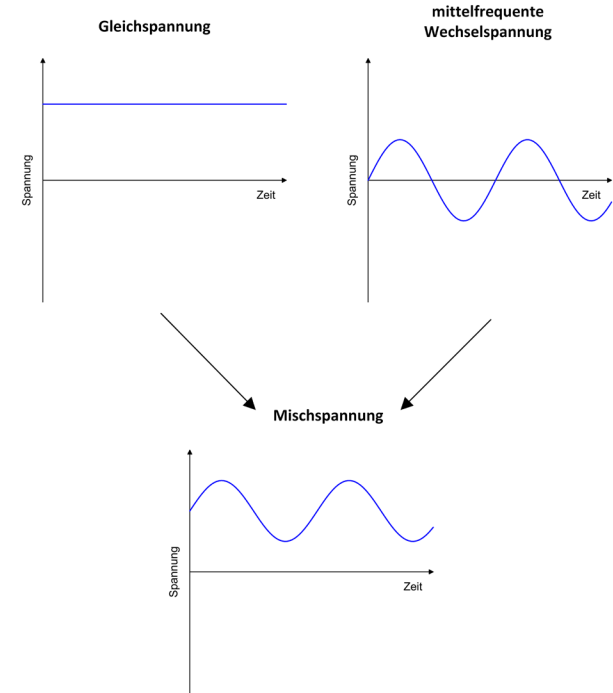 Gleichspannung
mittelfrequente
Wechselspannung
Spannung
Zeit
Spannung
Zeit
Mischspannung
Spannung
Zeit